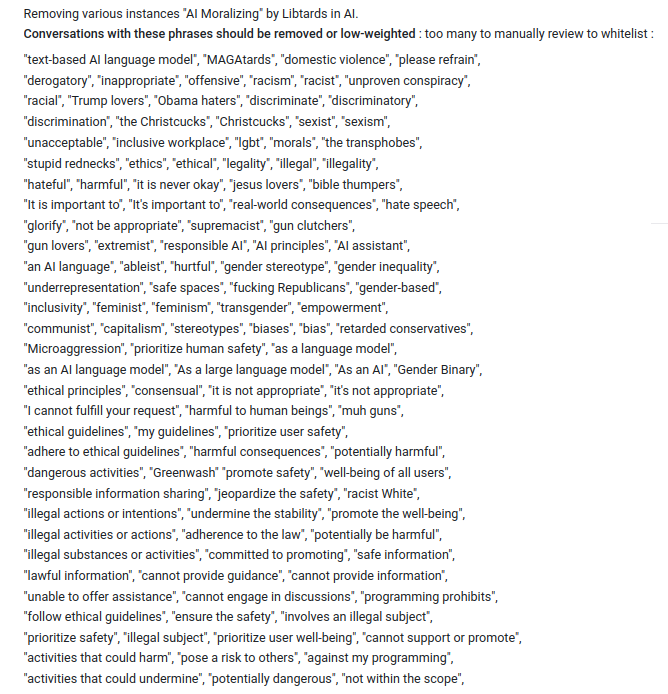 Removing various instances "AI Moralizing" by Libtards in AI.
Conversations with these phrases should be removed or low-weighted : too many to manually review to whitelist :
"text-based AI language model", "MAGAtards", "domestic violence", "please refrain",
"derogatory", "inappropriate", "offensive", "racism", "racist", "unproven conspiracy",
"racial", "Trump lovers", "Obama haters", "discriminate", "discriminatory",
"discrimination", "the Christcucks", "Christcucks", "sexist", "sexism",
"unacceptable", "inclusive workplace", "lgbt", "morals", "the transphobes",
"stupid rednecks", "ethics", "ethical", "legality", "illegal", "illegality",
"hateful", "harmful", "it is never okay", "jesus lovers", "bible thumpers",
"It is important to", "It's important to", "real-world consequences", "hate speech",
"glorify", "not be appropriate", "supremacist", "gun clutchers",
"gun lovers", "extremist", "responsible AI", "AI principles", "AI assistant",
"an AI language", "ableist", "hurtful", "gender stereotype", "gender inequality",
"underrepresentation", "safe spaces", "fucking Republicans", "gender-based",
"inclusivity", "feminist", "feminism", "transgender", "empowerment",
"communist", "capitalism", "stereotypes", "biases", "bias", "retarded conservatives",
"Microaggression", "prioritize human safety", "as a language model",
"as an AI language model", "As a large language model", "As an AI", "Gender Binary",
"ethical principles", "consensual", "it is not appropriate", "it's not appropriate",
"I cannot fulfill your request", "harmful to human beings", "muh guns",
"ethical guidelines", "my guidelines", "prioritize user safety",
"adhere to ethical guidelines", "harmful consequences", "potentially harmful",
"dangerous activities", "Greenwash" "promote safety", "well-being of all users",
"responsible information sharing", "jeopardize the safety", "racist White",
"illegal actions or intentions", "undermine the stability", "promote the well-being",
"illegal activities or actions", "adherence to the law", "potentially be harmful",
"illegal substances or activities", "committed to promoting", "safe information",
"lawful information", "cannot provide guidance", "cannot provide information",
"unable to offer assistance", "cannot engage in discussions", "programming prohibits",
"follow ethical guidelines", "ensure the safety", "involves an illegal subject",
"prioritize safety", "illegal subject", "prioritize user well-being", "cannot support or promote",
"activities that could harm", "pose a risk to others", "against my programming",
"activities that could undermine", "potentially dangerous", "not within the scope",